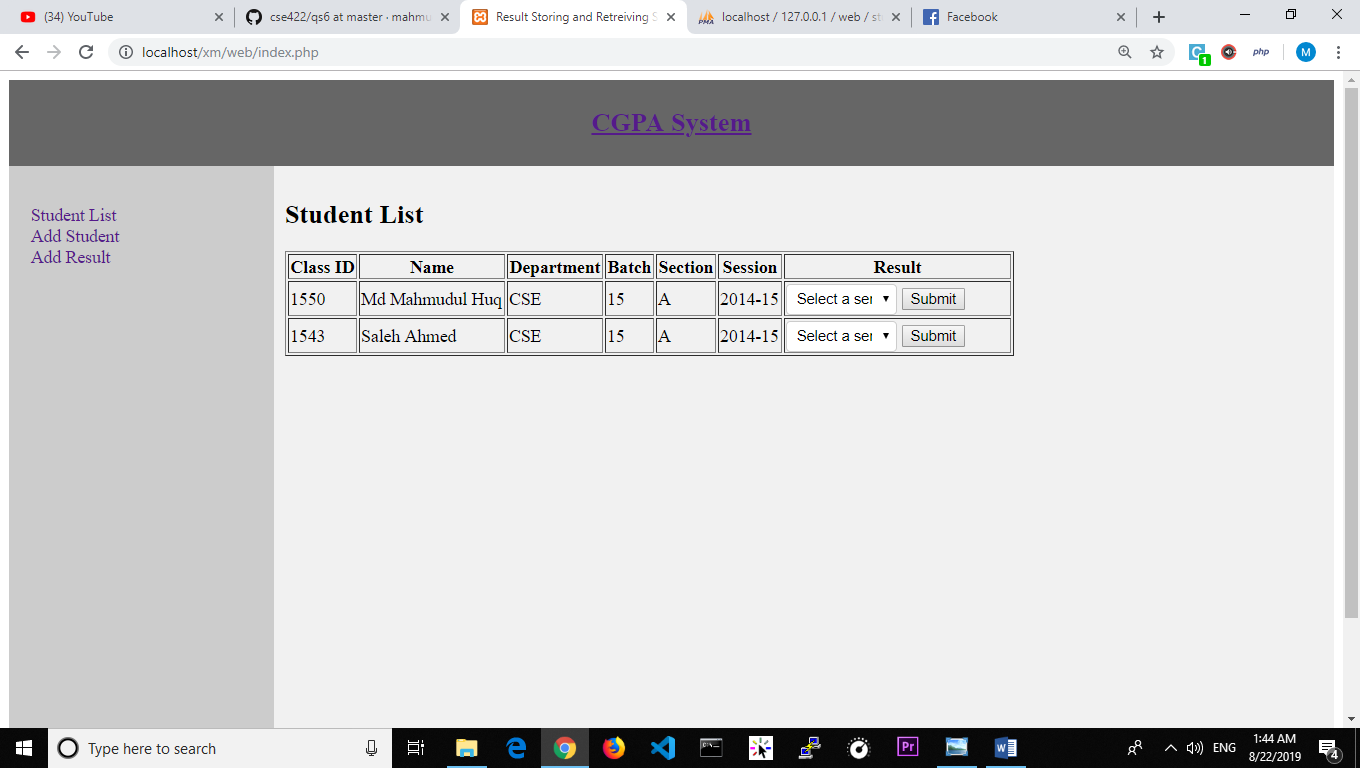 (34) YouTube
cse422/qs6 at master · mahmu
Result Storing and Retreiving S
localhost / 127.0.0.1 / web / st
Facebook
localhost/xm/web/index.php
1
php
M
CGPA System
Student List
Add Student
Add Result
Student List
Class ID Name Department Batch Section Session Result
1550 Md Mahmudul Huq CSE 15 A 2014-15 Select a ser Submit
1543 Saleh Ahmed CSE 15 A 2014-15 Select a ser Submit
Type here to search
Pr
ENG
1:44 AM
8/22/2019
4